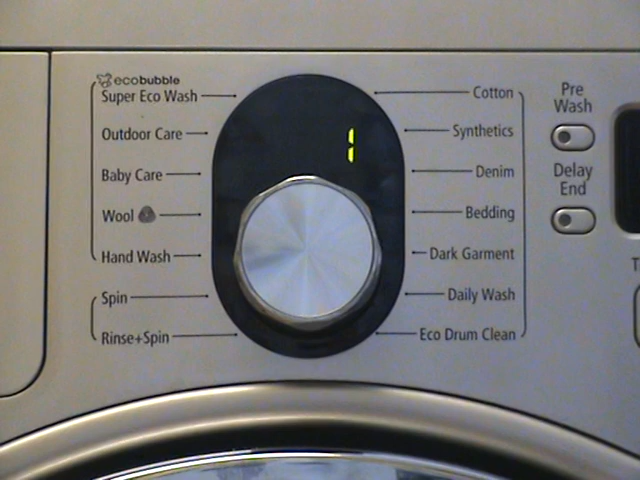 ecobubble
Super Eco Wash
Outdoor Care
Baby Care
Wool
Hand Wash
Spin
Rinse+Spin
1
Cotton
Synthetics
Denim
Bedding
Dark Garment
Daily Wash
Eco Drum Clean
Pre
Wash
Delay
End